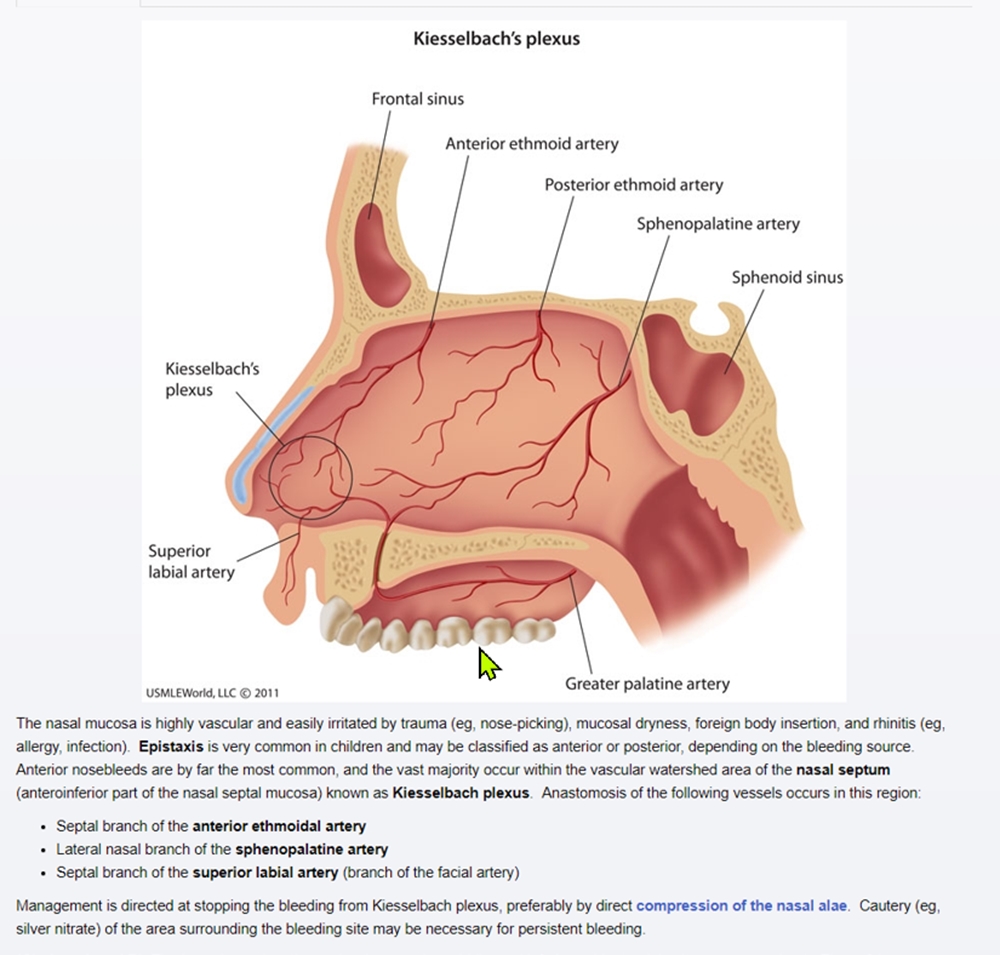 Kiesselbach's plexus
Frontal sinus
Anterior ethmoid artery
Posterior ethmoid artery
Sphenopalatine artery
Sphenoid sinus
Kiesselbach's
plexus
Superior
labial artery
Greater palatine artery
USMLEWorld, LLC © 2011
The nasal mucosa is highly vascular and easily irritated by trauma (eg, nose-picking), mucosal dryness, foreign body insertion, and rhinitis (eg,
allergy, infection).  Epistaxis is very common in children and may be classified as anterior or posterior, depending on the bleeding source.
Anterior nosebleeds are by far the most common, and the vast majority occur within the vascular watershed area of the nasal septum
(anteroinferior part of the nasal septal mucosa) known as Kiesselbach plexus.  Anastomosis of the following vessels occurs in this region:
• Septal branch of the anterior ethmoidal artery
• Lateral nasal branch of the sphenopalatine artery
• Septal branch of the superior labial artery (branch of the facial artery)
Management is directed at stopping the bleeding from Kiesselbach plexus, preferably by direct compression of the nasal alae.  Cautery (eg,
silver nitrate) of the area surrounding the bleeding site may be necessary for persistent bleeding.